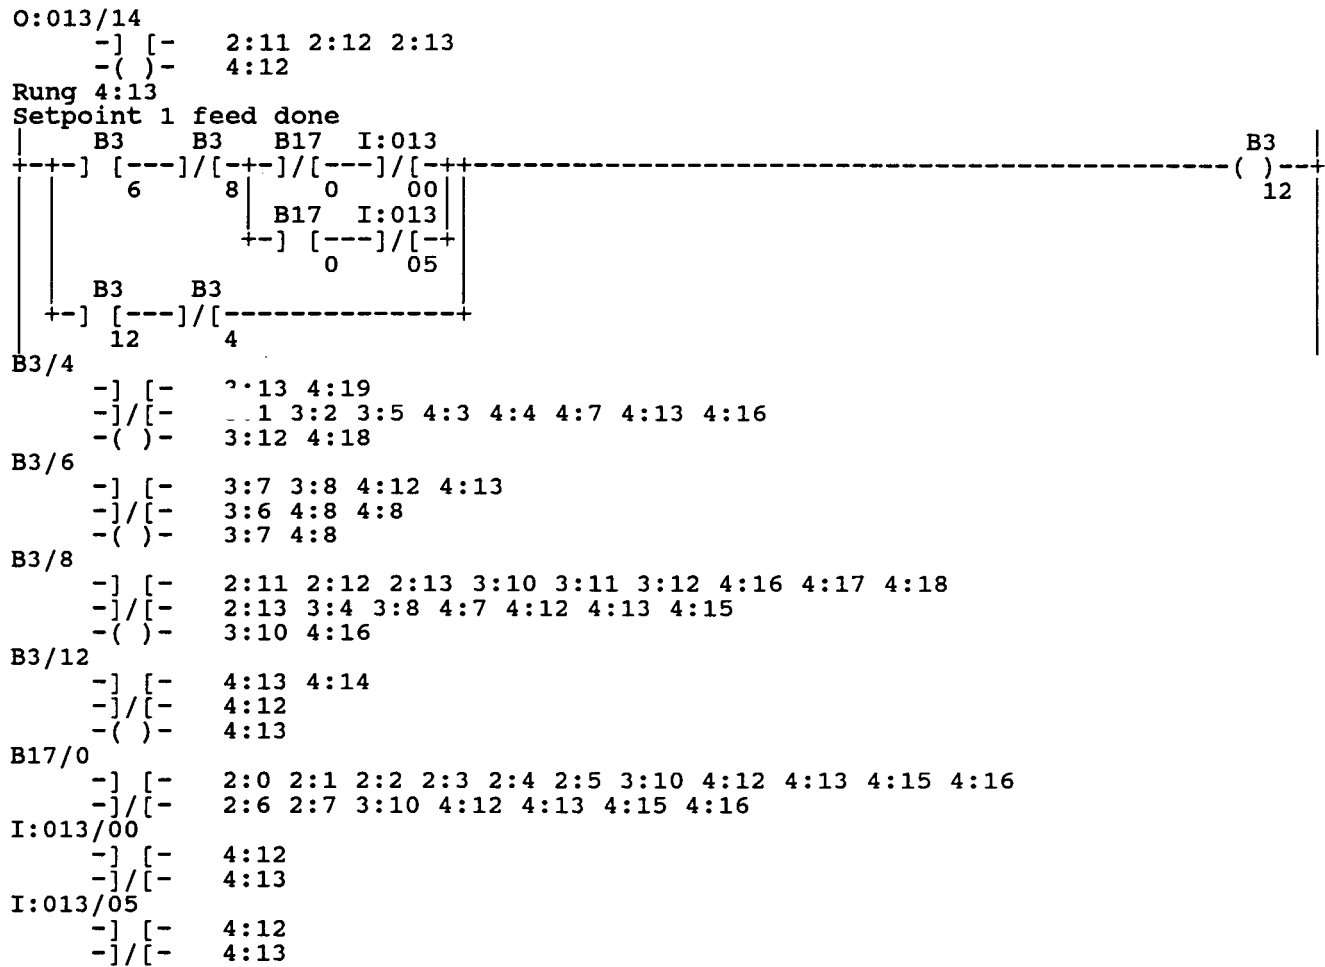 O:013/14
-] [- 2:11 2:12 2:13
-( )- 4:12
Rung 4:13
Setpoint 1 feed done
| B3 B3 B17 I:013 B3 |
+-+-] [---]/[-+-]/[---]/[-++-----------------------------------------------( )--+
| | 6 8| 0 00|| 12 |
| | | B17 I:013|| |
| | +-] [---]/[-+| |
| | 0 05 | |
| | B3 B3 | |
| +-] [---]/[---------------+ |
| 12 4 |
B3/4
-] [- :13 4:19
-]/[- 1 3:2 3:5 4:3 4:4 4:7 4:13 4:16
-( )- 3:12 4:18
B3/6
-] [- 3:7 3:8 4:12 4:13
-]/[- 3:6 4:8 4:8
-( )- 3:7 4:8
B3/8
-] [- 2:11 2:12 2:13 3:10 3:11 3:12 4:16 4:17 4:18
-]/[- 2:13 3:4 3:8 4:7 4:12 4:13 4:15
-( )- 3:10 4:16
B3/12
-] [- 4:13 4:14
-]/[- 4:12
-( )- 4:13
B17/0
-] [- 2:0 2:1 2:2 2:3 2:4 2:5 3:10 4:12 4:13 4:15 4:16
-]/[- 2:6 2:7 3:10 4:12 4:13 4:15 4:16
I:013/00
-] [- 4:12
-]/[- 4:13
I:013/05
-] [- 4:12
-]/[- 4:13